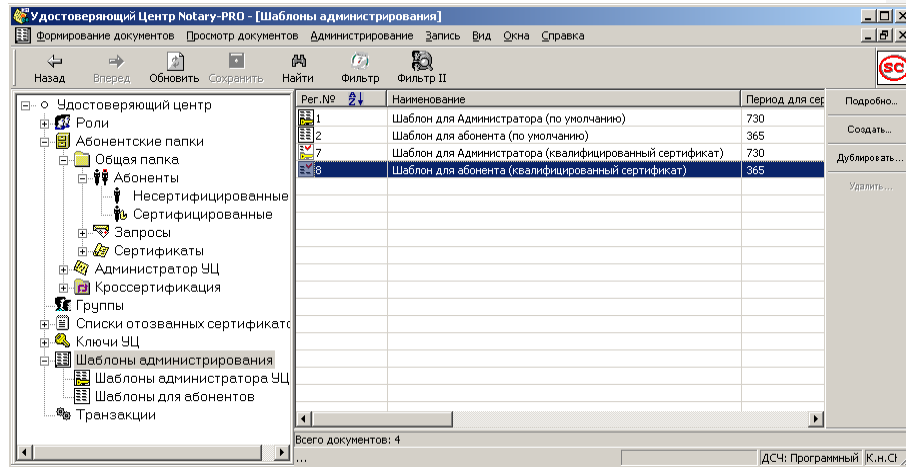 Удостоверяющий Центр Notary-PRO - [Шаблоны администрирования]
Формирование документов Просмотр документов Администрирование Запись Вид Окна Справка
Назад Вперед Обновить Сохранить Найти Фильтр Фильтр II
SC
Удостоверяющий центр
Роли
Абонентские папки
Общая папка
Абоненты
Несертифицированные
Сертифицированные
Запросы
Сертификаты
Администратор УЦ
Кроссертификация
Группы
Списки отозванных сертификато
Ключи УЦ
Шаблоны администрирования
Шаблоны администратора УЦ
Шаблоны для абонентов
Транзакции
Рег.№ Наименование Период для сер
1 Шаблон для Администратора (по умолчанию) 730
2 Шаблон для абонента (по умолчанию) 365
7 Шаблон для Администратора (квалифицированный сертификат) 730
8 Шаблон для абонента (квалифицированный сертификат) 365
Подробно...
Создать...
Дублировать...
Удалить...
Всего документов: 4
...
ДСЧ: Программный К.н.СІ